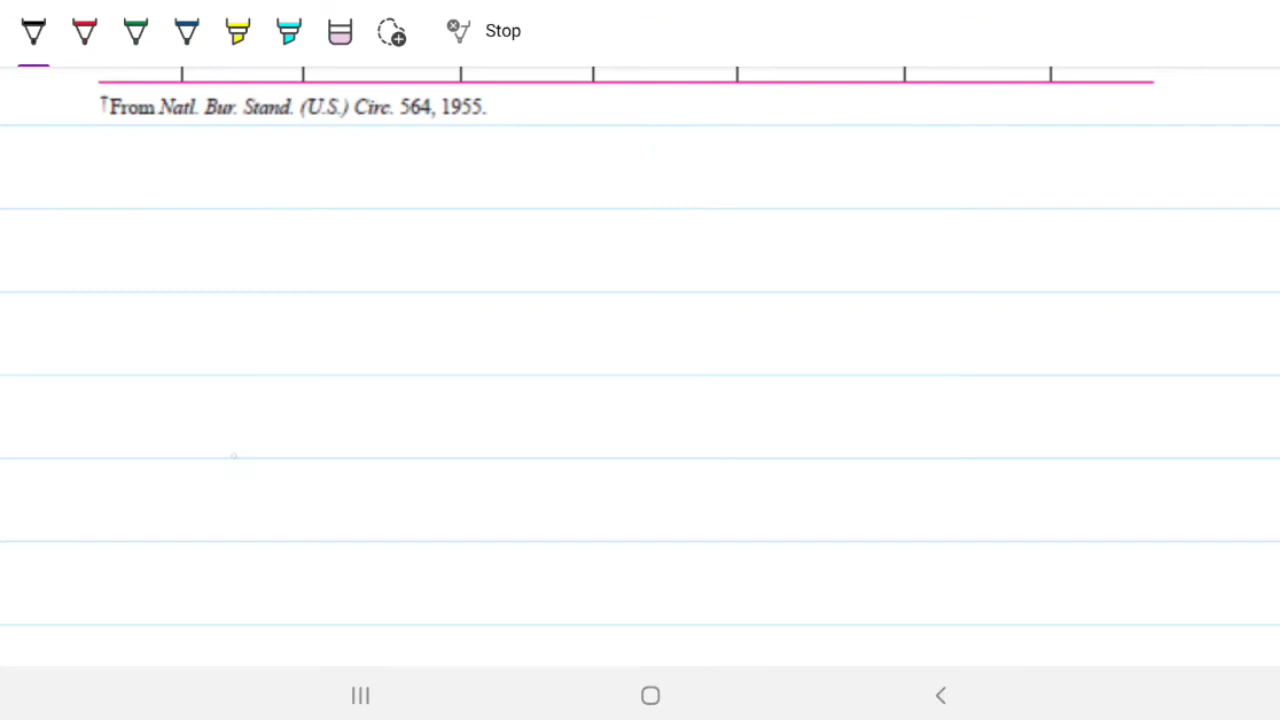 Stop
†From Natl. Bur. Stand. (U.S.) Circ. 564, 1955.